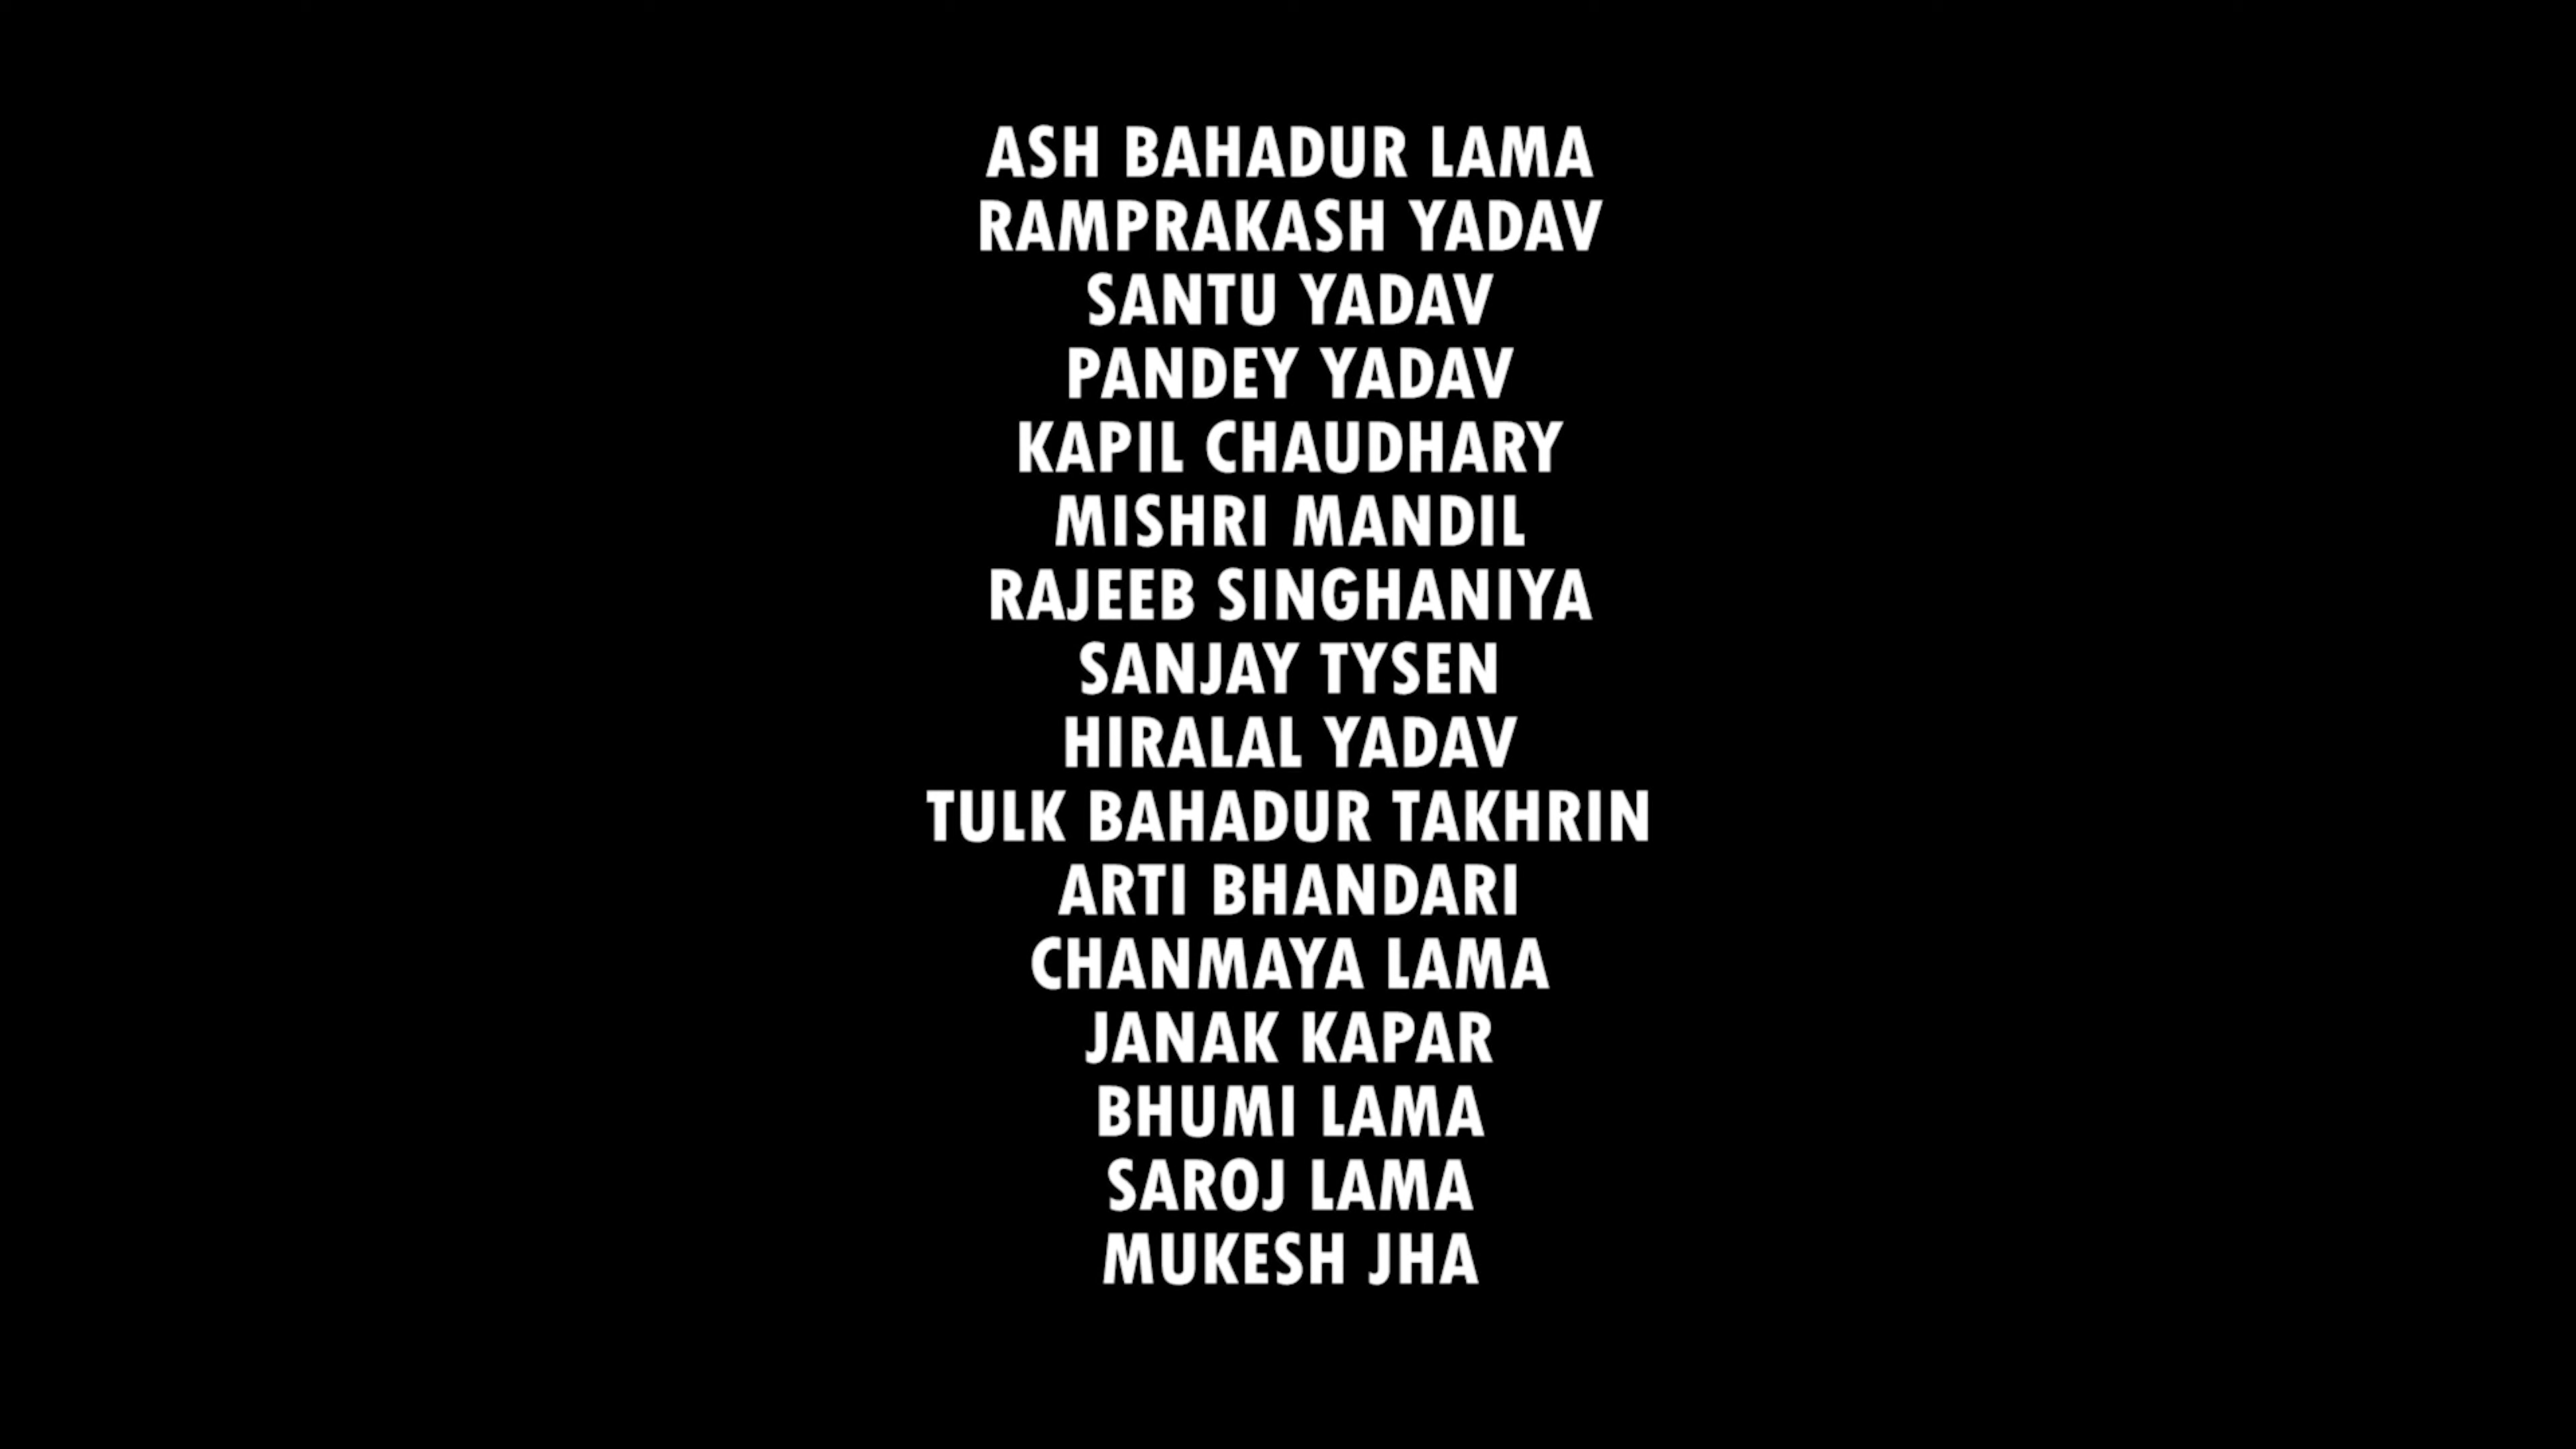 ASH BAHADUR LAMA
RAMPRAKASH YADAV
SANTU YADAV
PANDEY YADAV
KAPIL CHAUDHARY
MISHRI MANDIL
RAJEEB SINGHANIYA
SANJAY TYSEN
HIRALAL YADAV
TULK BAHADUR TAKHRIN
ARTI BHANDARI
CHANMAYA LAMA
JANAK KAPAR
BHUMI LAMA
SAROJ LAMA
MUKESH JHA